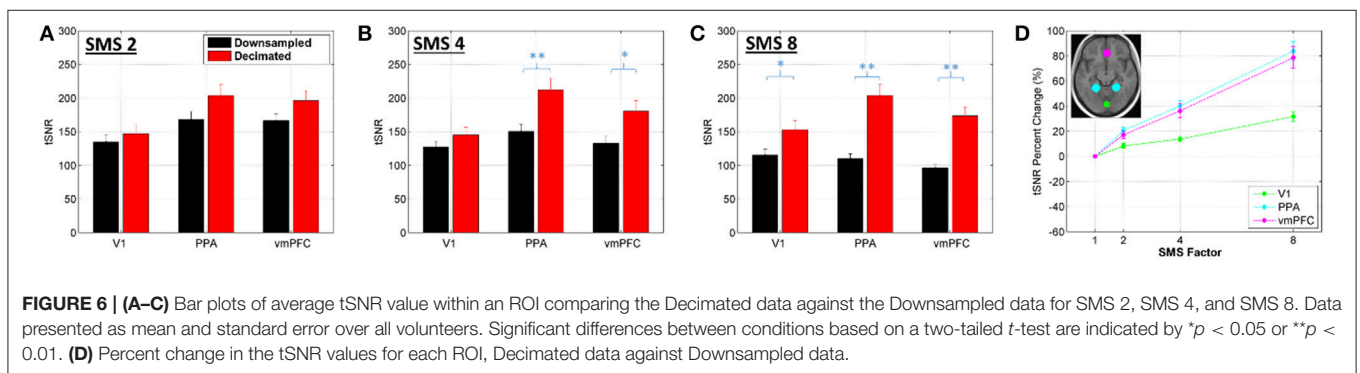 A
SMS 2
Downsampled
Decimated
tSNR
300
250
200
150
100
50
0
V1
PPA
vmPFC
B
SMS 4
**
*
tSNR
300
250
200
150
100
50
0
V1
PPA
vmPFC
C
SMS 8
*
**
**
tSNR
300
250
200
150
100
50
0
V1
PPA
vmPFC
D
tSNR Percent Change (%)
100
80
60
40
20
0
-20
-40
-60
V1
PPA
vmPFC
1
2
4
8
SMS Factor
FIGURE 6 | (A–C) Bar plots of average tSNR value within an ROI comparing the Decimated data against the Downsampled data for SMS 2, SMS 4, and SMS 8. Data
presented as mean and standard error over all volunteers. Significant differences between conditions based on a two-tailed t-test are indicated by *p < 0.05 or **p <
0.01. (D) Percent change in the tSNR values for each ROI, Decimated data against Downsampled data.